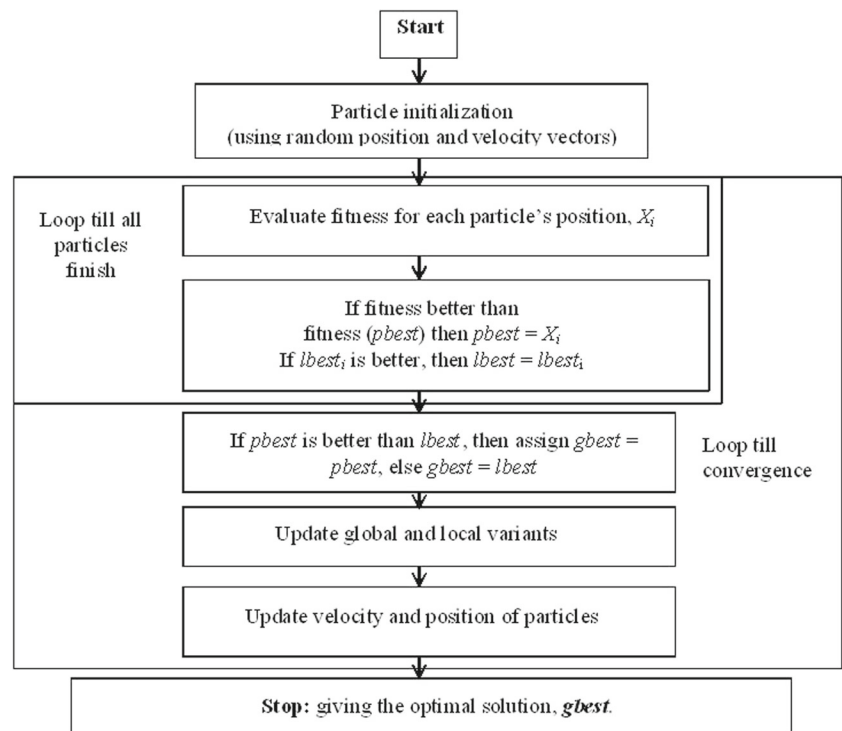 Start
Particle initialization
(using random position and velocity vectors)
Loop till all
particles
finish
Evaluate fitness for each particle's position, Xi
If fitness better than
fitness (pbest) then pbest = Xi
If lbesti is better, then lbest = lbesti
If pbest is better than lbest, then assign gbest =
pbest, else gbest = lbest
Loop till
convergence
Update global and local variants
Update velocity and position of particles
Stop: giving the optimal solution, gbest.